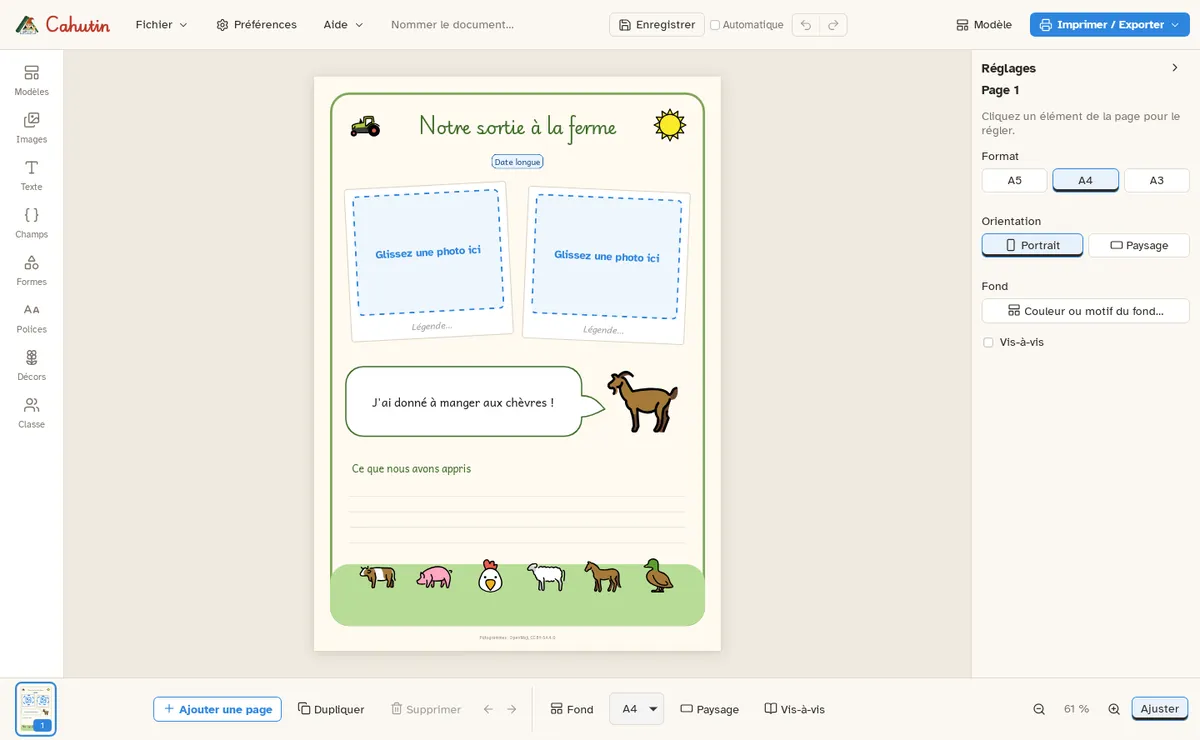 Cahutin
Fichier
Préférences
Aide
Nommer le document...
Enregistrer
Automatique
Modèle
Imprimer / Exporter
Modèles
Images
Texte
Champs
Formes
Polices
Décors
Classe
Notre sortie à la ferme
Date longue
Glissez une photo ici
Glissez une photo ici
Légende...
Légende...
J'ai donné à manger aux chèvres !
Ce que nous avons appris
Réglages
Page 1
Cliquez un élément de la page pour le
régler.
Format
A5
A4
A3
Orientation
Portrait
Paysage
Fond
Couleur ou motif du fond...
Vis-à-vis
1
Ajouter une page
Dupliquer
Supprimer
Fond
A4
Paysage
Vis-à-vis
61 %
Ajuster